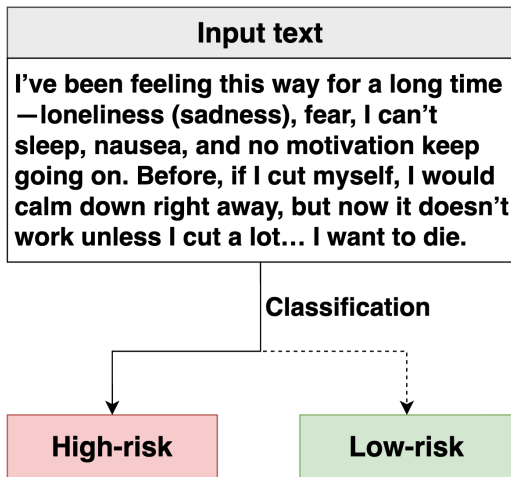 Input text
I've been feeling this way for a long time
—loneliness (sadness), fear, I can't
sleep, nausea, and no motivation keep
going on. Before, if I cut myself, I would
calm down right away, but now it doesn't
work unless I cut a lot... I want to die.
Classification
High-risk
Low-risk